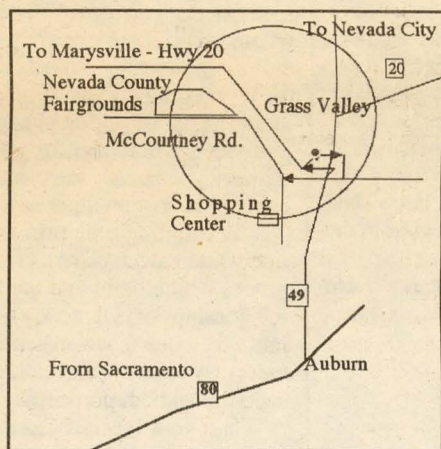 To Nevada City
To Marysville - Hwy 20
20
Nevada County
Fairgrounds
Grass Valley
McCourtney Rd.
Shopping
Center
49
From Sacramento
Auburn
80